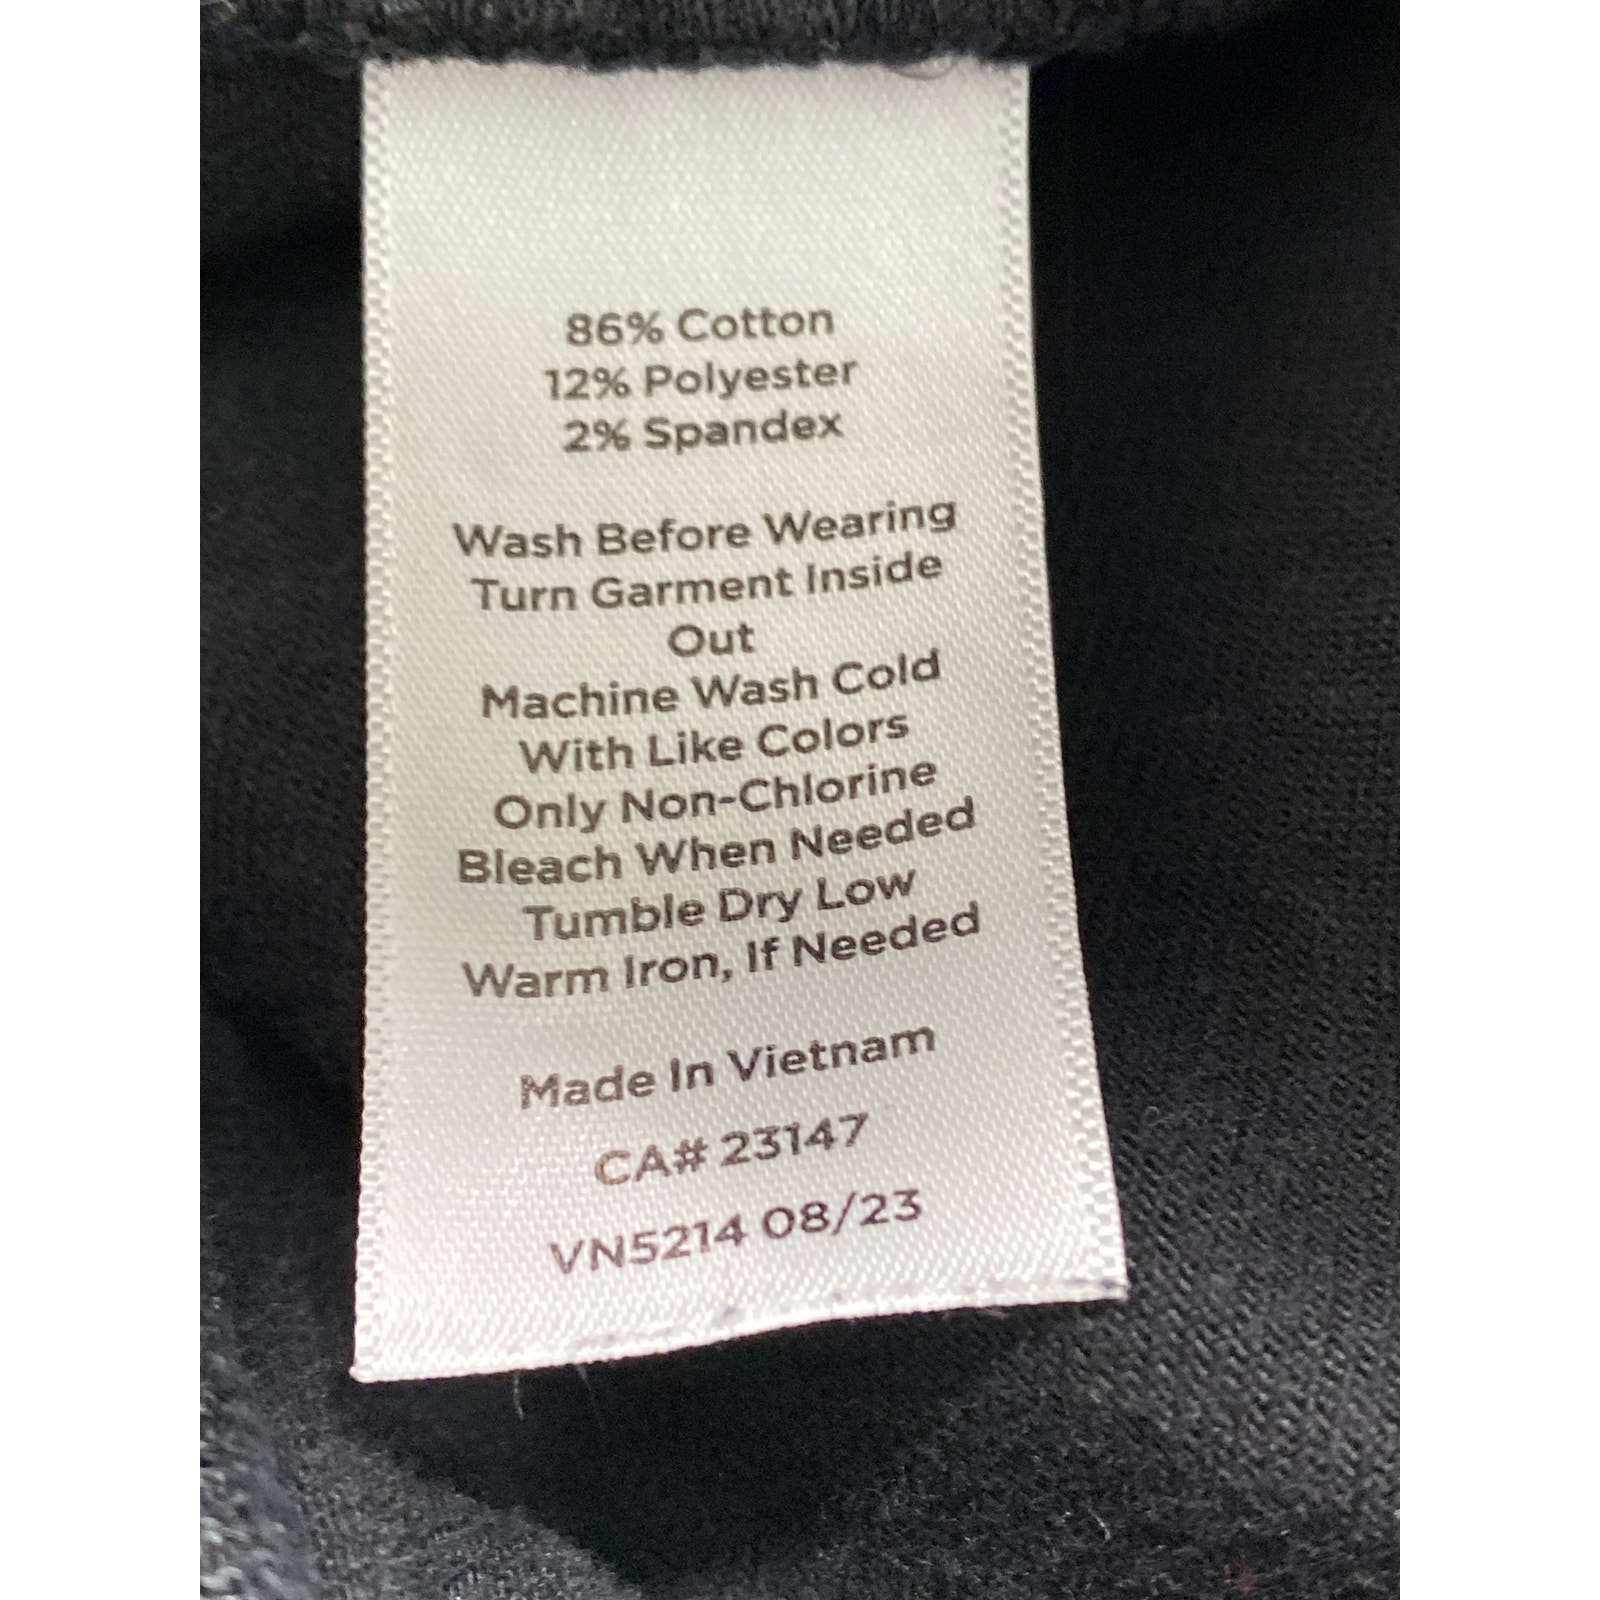 86% Cotton
12% Polyester
2% Spandex
Wash Before Wearing
Turn Garment Inside
Out
Machine Wash Cold
With Like Colors
Only Non-Chlorine
Bleach When Needed
Tumble Dry Low
Warm Iron, If Needed
Made In Vietnam
CA# 23147
VN5214 08/23